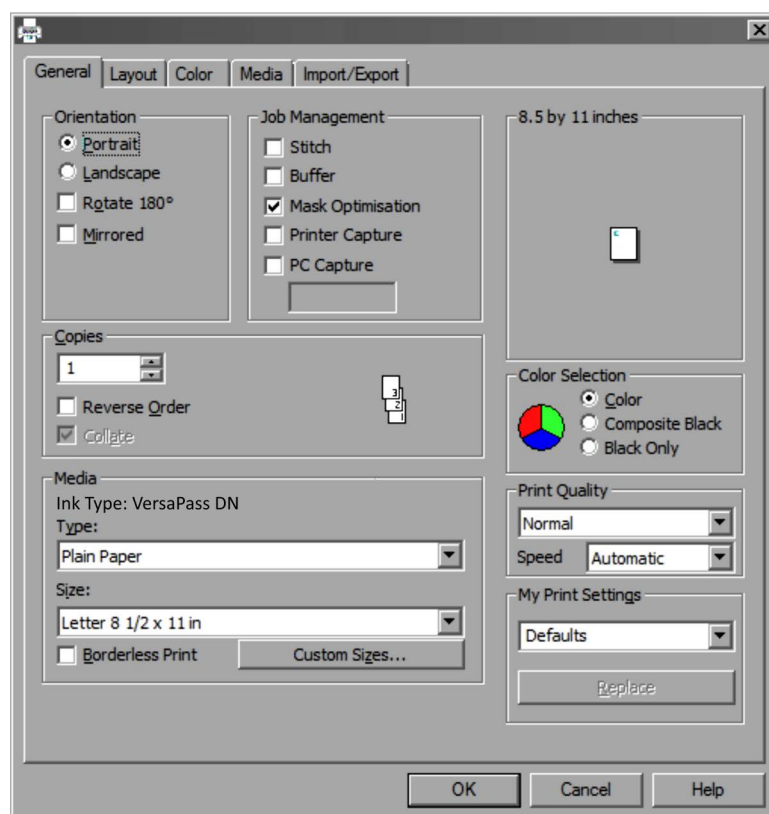 General
Layout
Color
Media
Import/Export
Orientation
Portrait
Landscape
Rotate 180°
Mirrored
Job Management
Stitch
Buffer
Mask Optimisation
Printer Capture
PC Capture
8.5 by 11 inches
Copies
1
Reverse Order
Collate
3
2
1
Color Selection
Color
Composite Black
Black Only
Media
Ink Type: VersaPass DN
Type:
Plain Paper
Size:
Letter 8 1/2 x 11 in
Borderless Print
Custom Sizes...
Print Quality
Normal
Speed
Automatic
My Print Settings
Defaults
Replace
OK
Cancel
Help